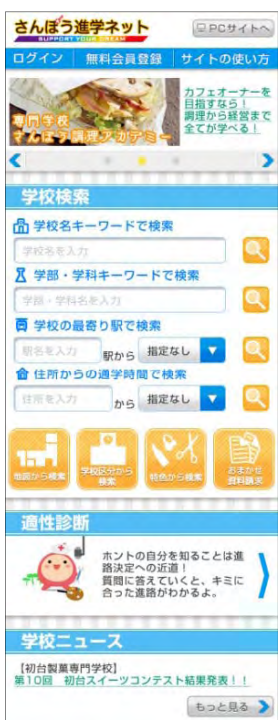 さんぽう進学ネット
SUPPORT YOUR DREAM
PCサイトへ
ログイン
無料会員登録
サイトの使い方
専門学校
さんぽう調理アカデミー
カフェオーナーを
目指すなら!
調理から経営まで
全てが学べる!
学校検索
学校名キーワードで検索
学校名を入力
学部・学科キーワードで検索
学部・学科名を入力
学校の最寄り駅で検索
駅名を入力
駅から
指定なし
住所からの通学時間で検索
住所を入力
から
指定なし
地図から検索
学校区分から
検索
特色から検索
おまかせ
資料請求
適性診断
ホントの自分を知ることは進
路決定への近道!
質問に答えていくと、キミに
合った進路がわかるよ。
学校ニュース
【初台製菓専門学校】
第10回 初台スイーツコンテスト結果発表!!
もっと見る